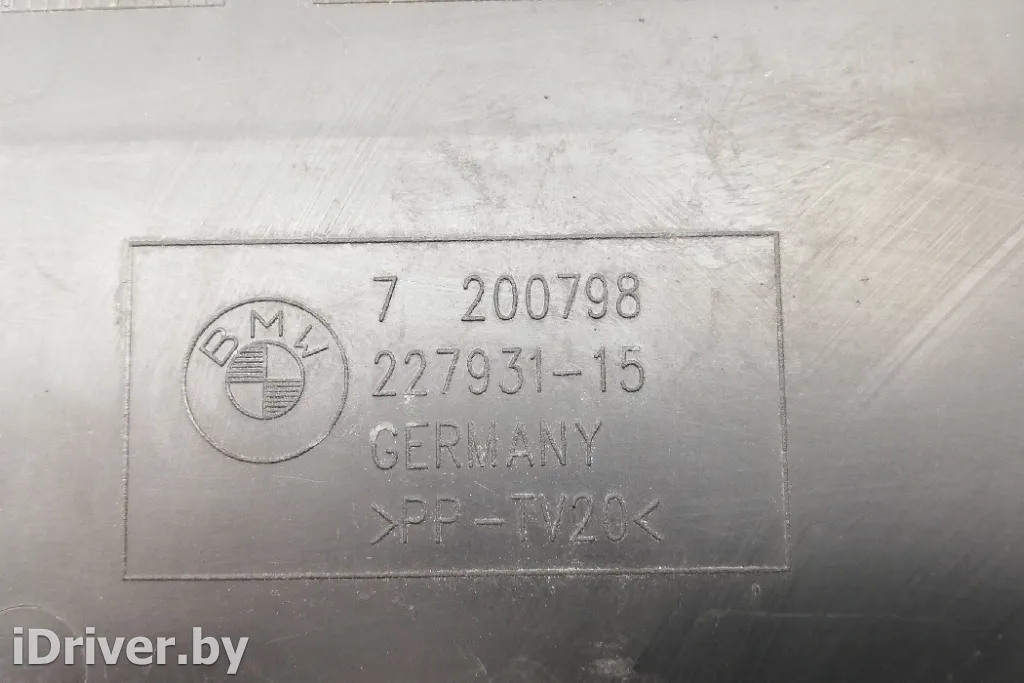 BMW
7 200798
227931-15
GERMANY
>PP-TV20<
iDriver.by